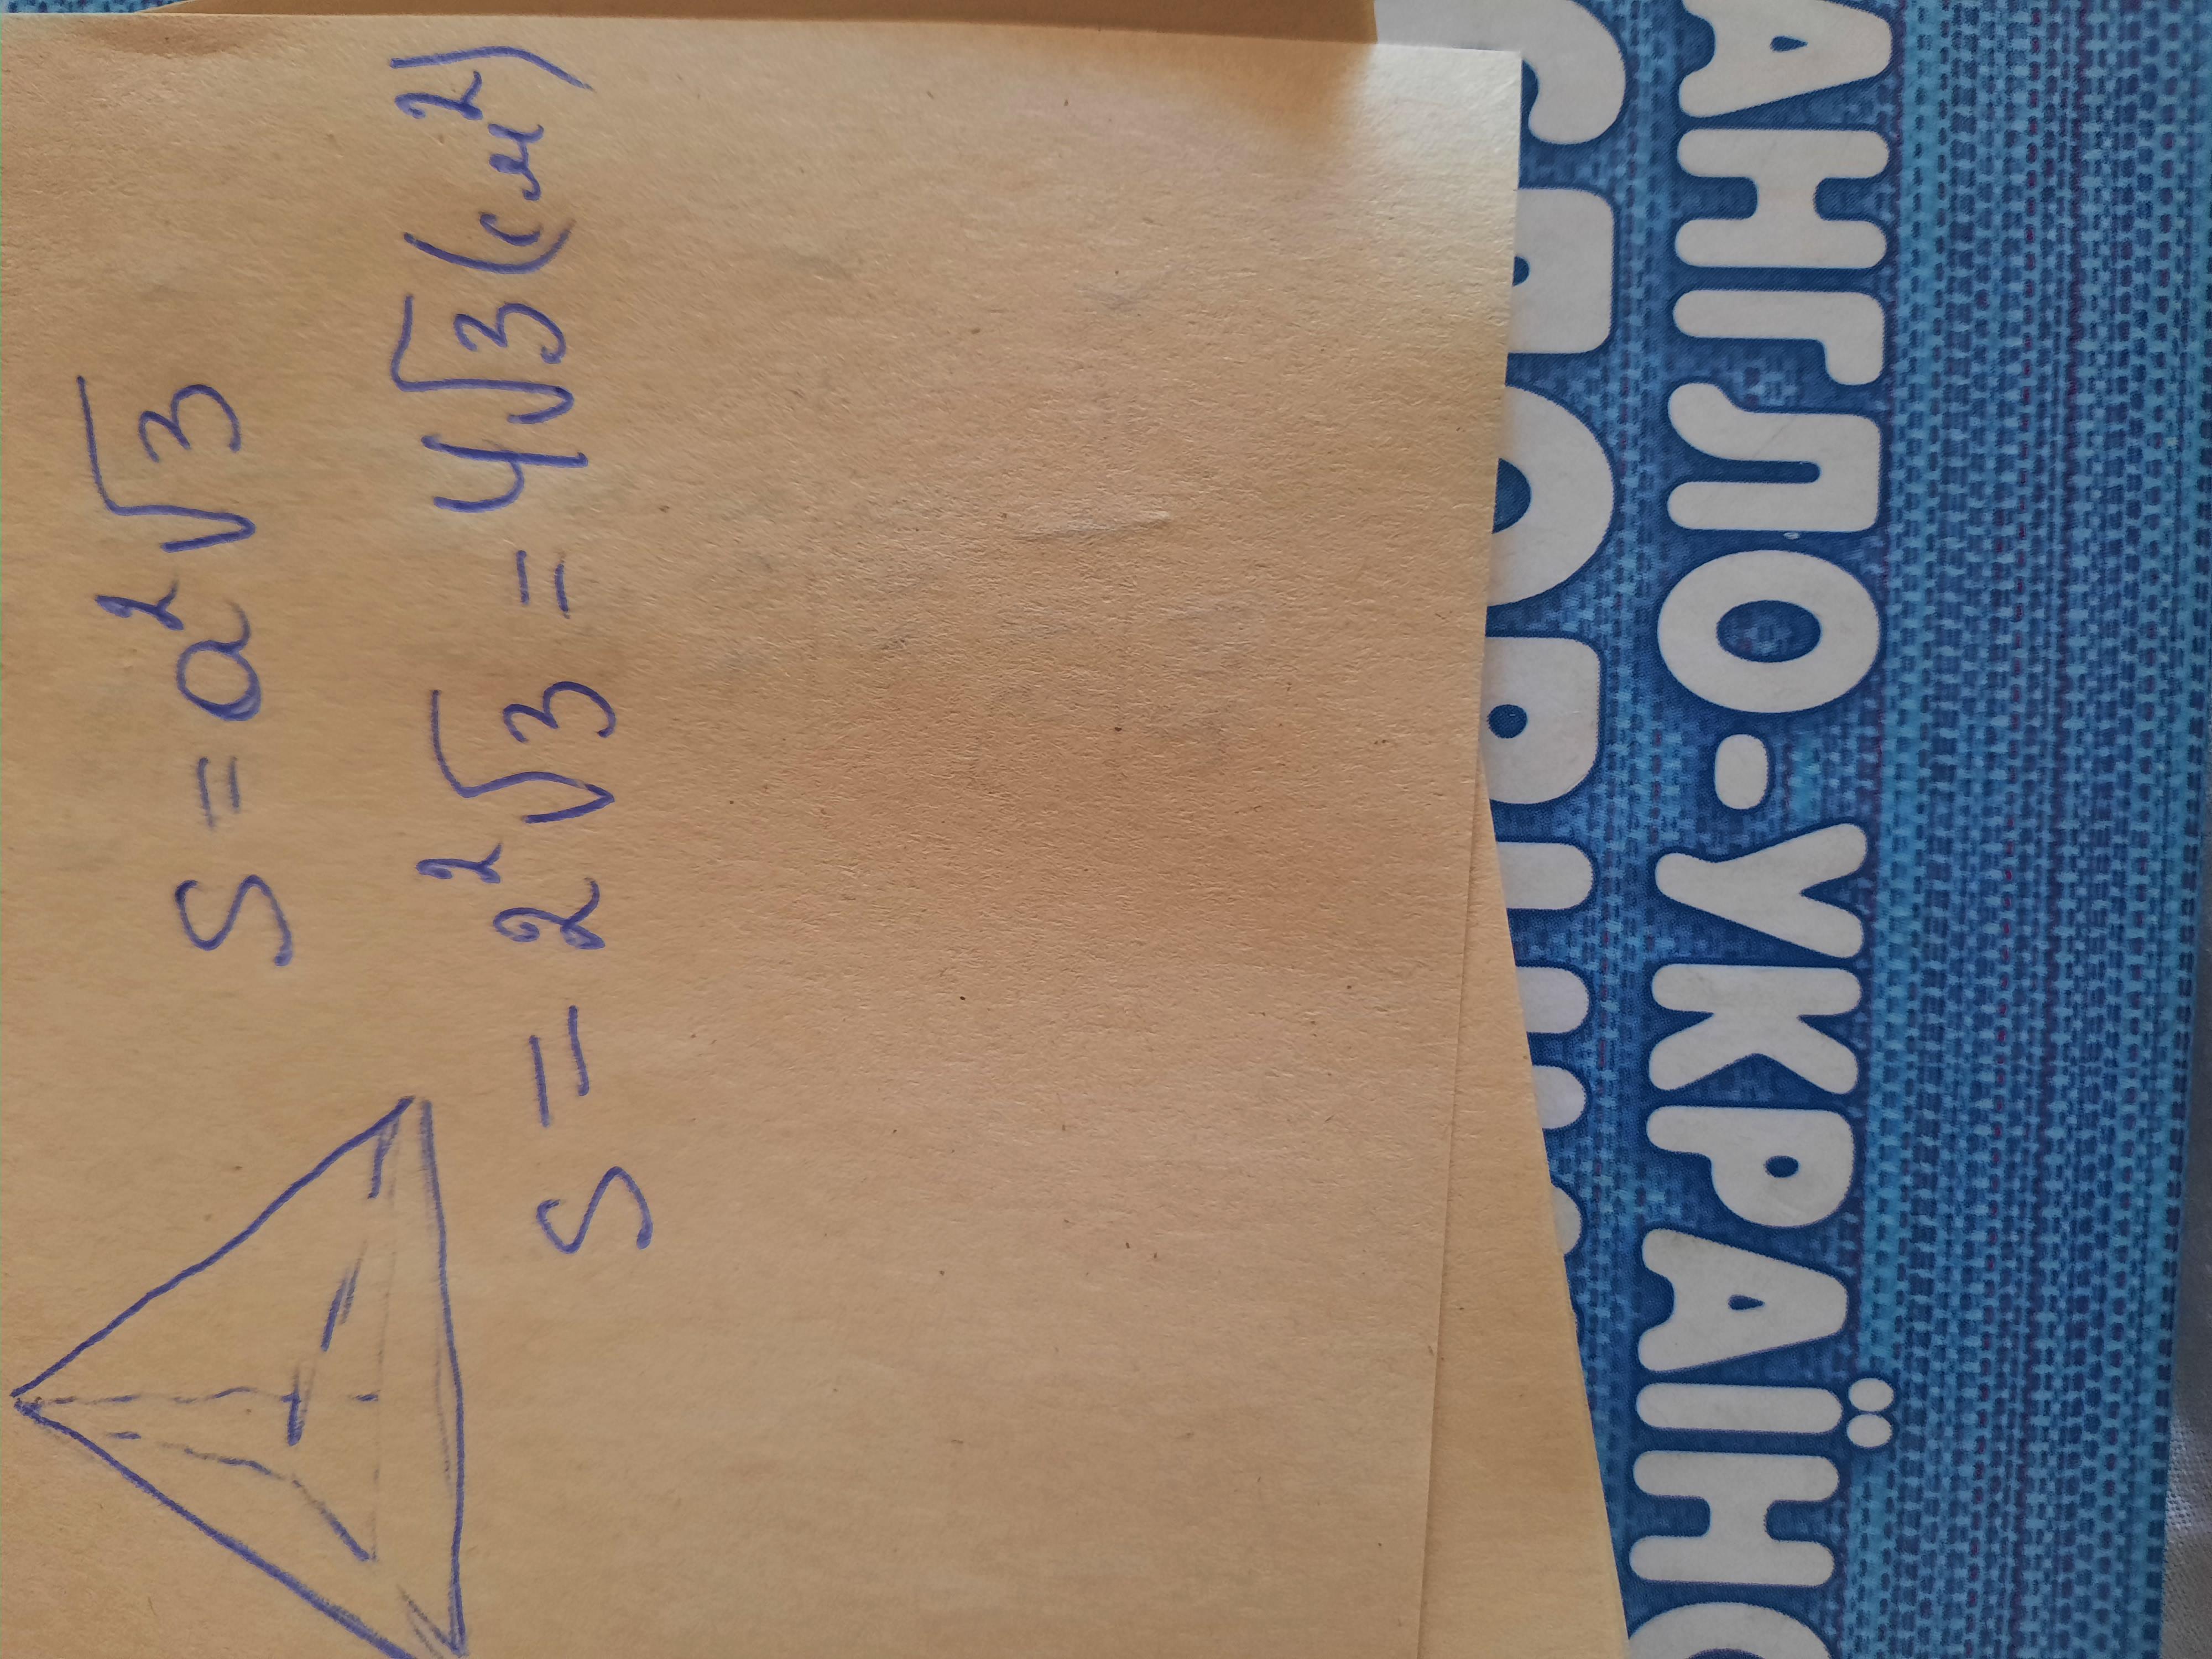 S = a²√3
S = 2²√3 = 4√3 (см²)
АНГЛО-УКРАЇНС